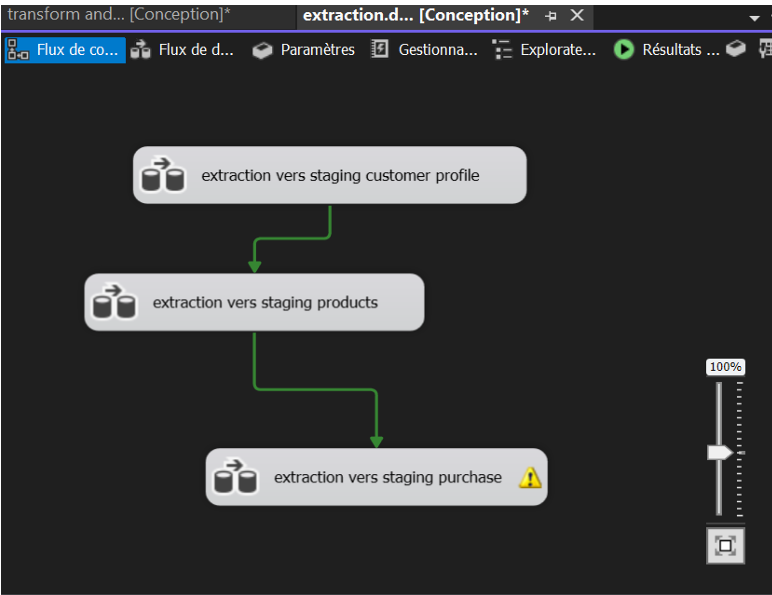 transform and... [Conception]*
extraction.d... [Conception]*
Flux de co... Flux de d... Paramètres Gestionna... Explorate... Résultats ...
extraction vers staging customer profile
extraction vers staging products
100%
extraction vers staging purchase